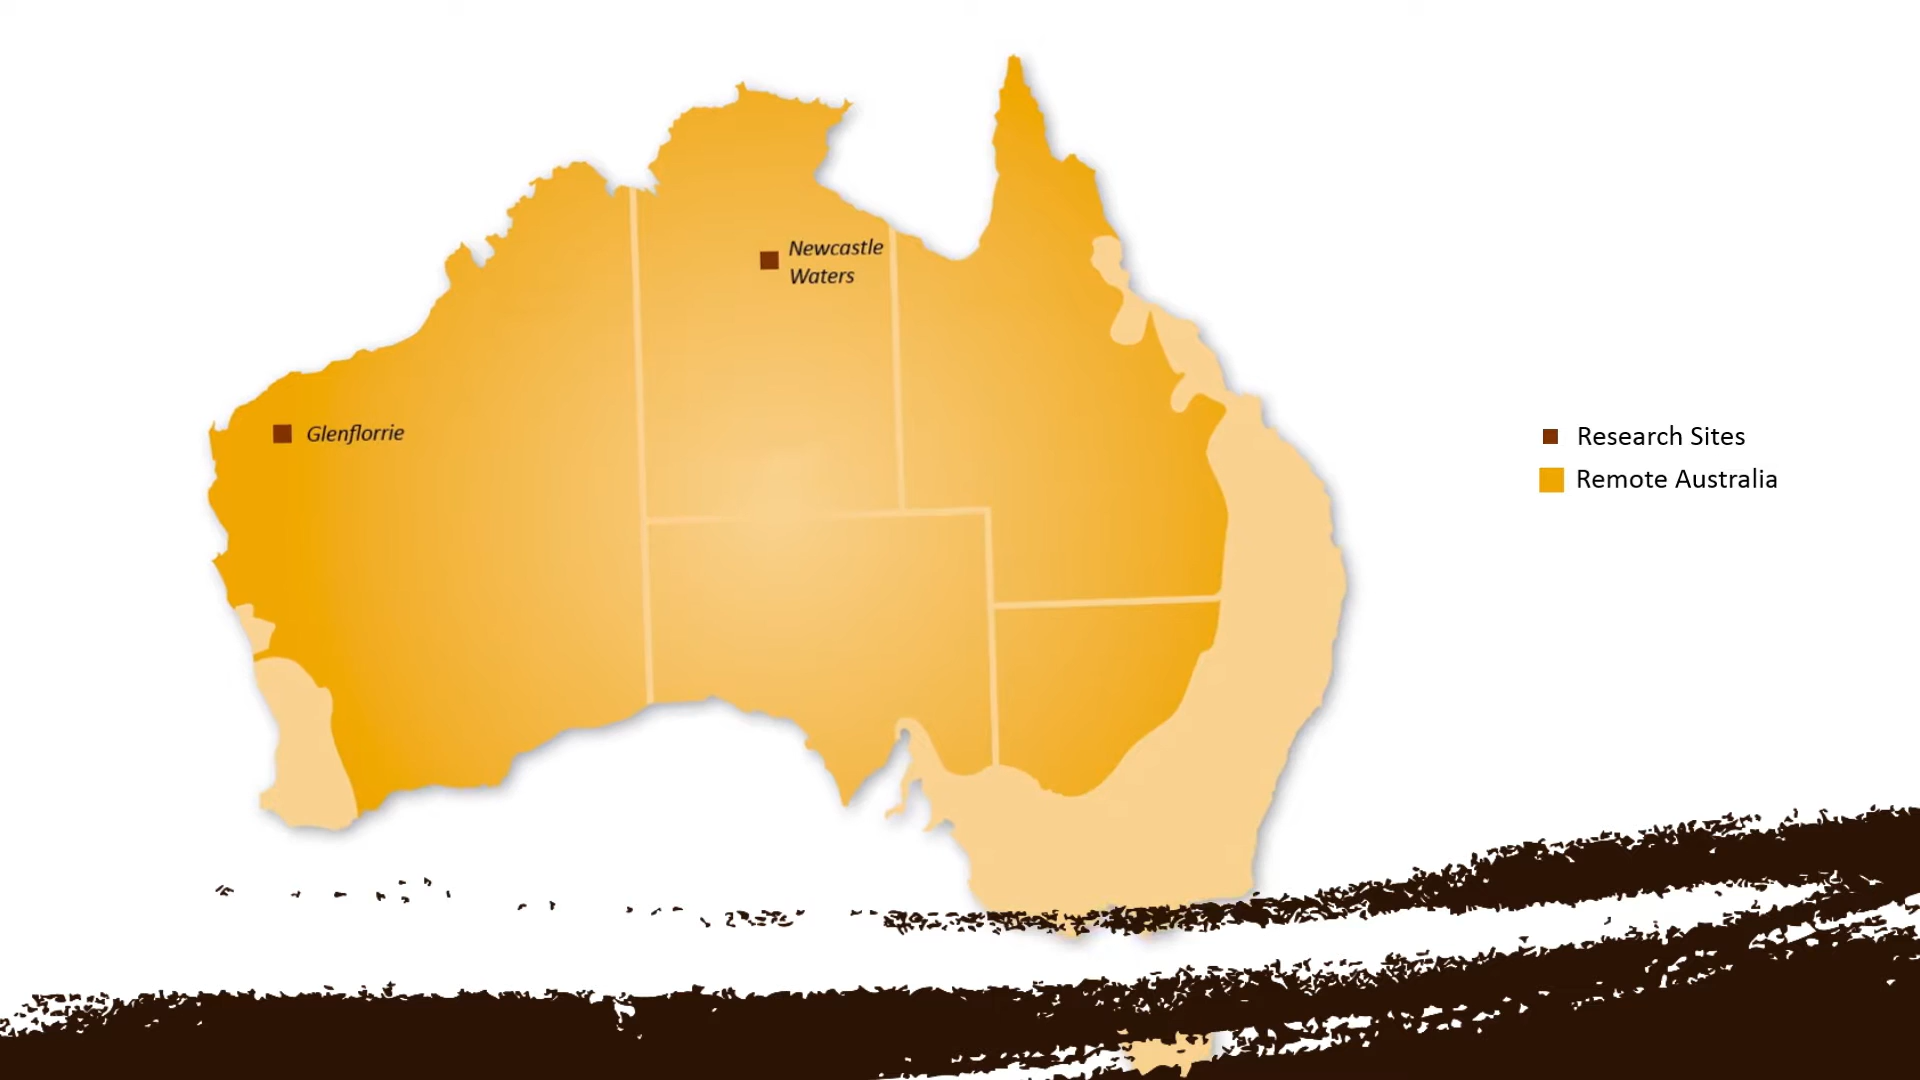 Newcastle
Waters
Glenflorrie
Research Sites
Remote Australia